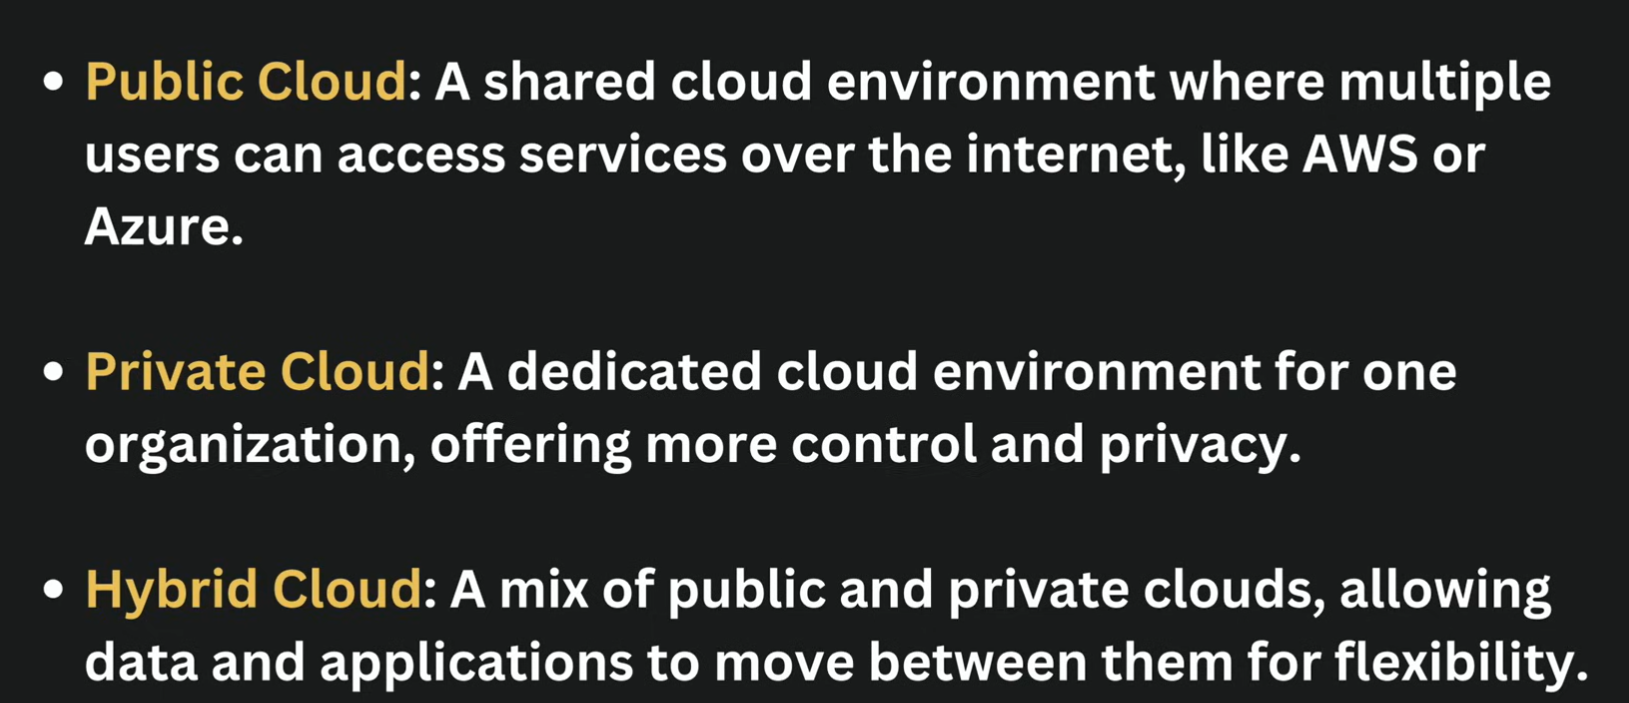 • Public Cloud: A shared cloud environment where multiple
users can access services over the internet, like AWS or
Azure.
• Private Cloud: A dedicated cloud environment for one
organization, offering more control and privacy.
• Hybrid Cloud: A mix of public and private clouds, allowing
data and applications to move between them for flexibility.